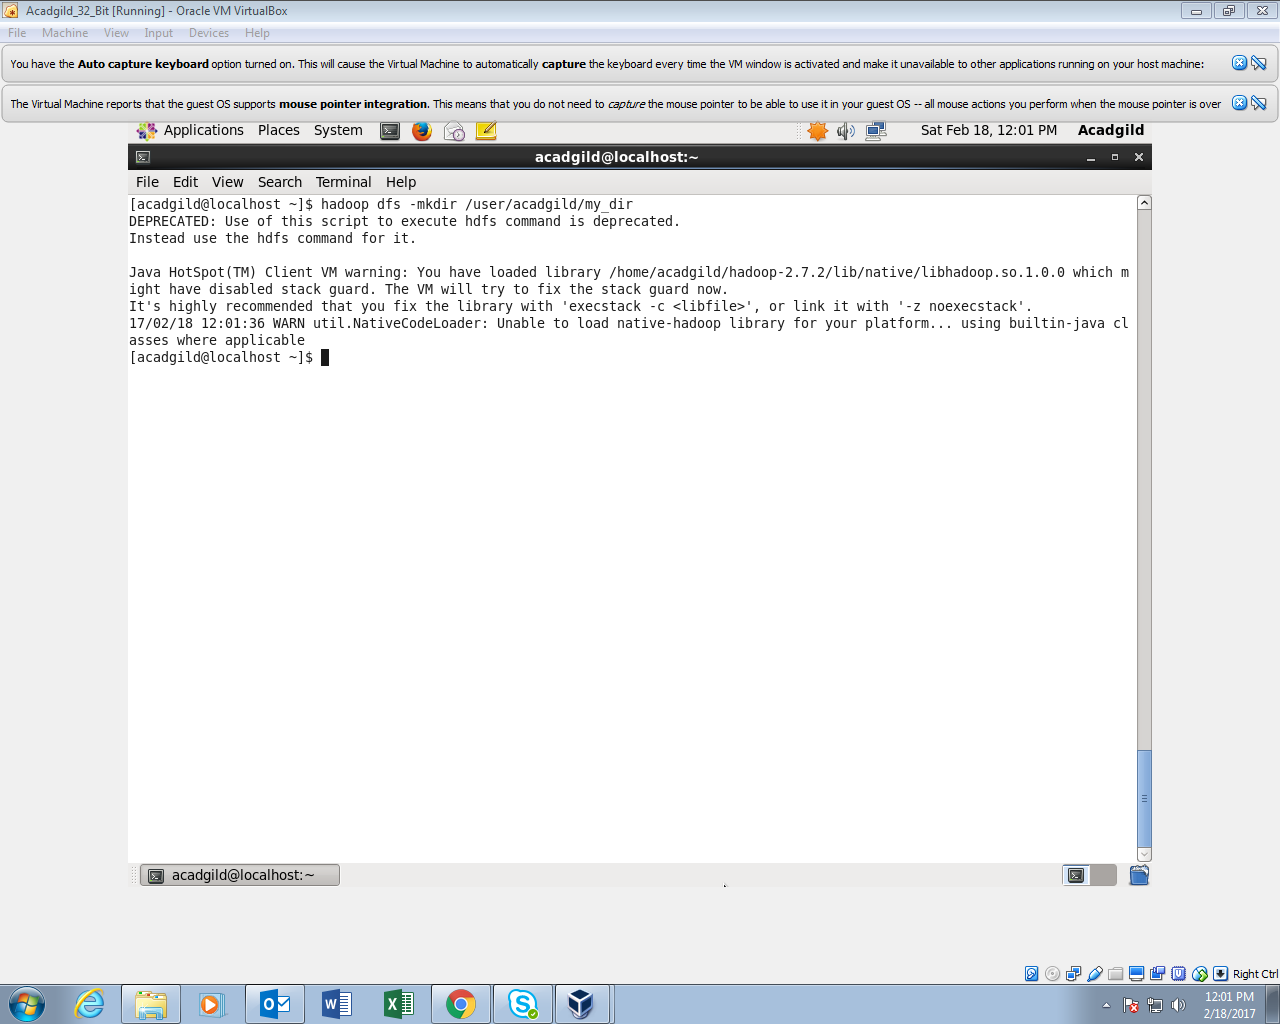 Acadgild_32_Bit [Running] - Oracle VM VirtualBox
File Machine View Input Devices Help
You have the Auto capture keyboard option turned on. This will cause the Virtual Machine to automatically capture the keyboard every time the VM window is activated and make it unavailable to other applications running on your host machine:
The Virtual Machine reports that the guest OS supports mouse pointer integration. This means that you do not need to capture the mouse pointer to be able to use it in your guest OS -- all mouse actions you perform when the mouse pointer is over
Applications Places System Sat Feb 18, 12:01 PM Acadgild
acadgild@localhost:~
File Edit View Search Terminal Help
[acadgild@localhost ~]$ hadoop dfs -mkdir /user/acadgild/my_dir
DEPRECATED: Use of this script to execute hdfs command is deprecated.
Instead use the hdfs command for it.
Java HotSpot(TM) Client VM warning: You have loaded library /home/acadgild/hadoop-2.7.2/lib/native/libhadoop.so.1.0.0 which m
ight have disabled stack guard. The VM will try to fix the stack guard now.
It's highly recommended that you fix the library with 'execstack -c <libfile>', or link it with '-z noexecstack'.
17/02/18 12:01:36 WARN util.NativeCodeLoader: Unable to load native-hadoop library for your platform... using builtin-java cl
asses where applicable
[acadgild@localhost ~]$
acadgild@localhost:~
Right Ctrl
12:01 PM
2/18/2017